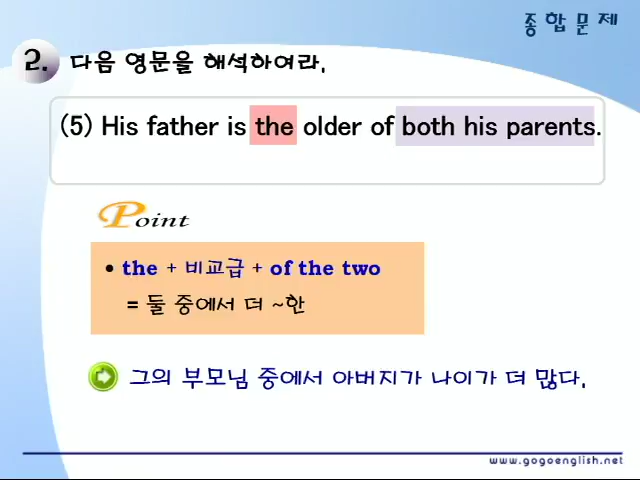 종합문제
2. 다음 영문을 해석하여라.
(5) His father is the older of both his parents.
Point
• the + 비교급 + of the two
= 둘 중에서 더 ~한
그의 부모님 중에서 아버지가 나이가 더 많다.
www.gogoenglish.net